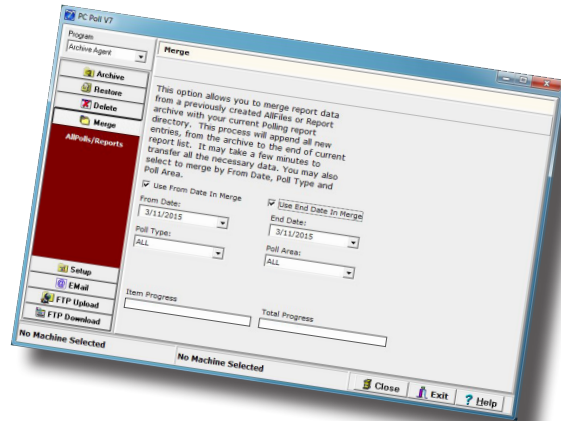 PC Poll V7
Program
Archive Agent
Archive
Restore
Delete
Merge
AllPolls/Reports
Setup
EMail
FTP Upload
FTP Download
Merge
This option allows you to merge report data
from a previously created AllFiles or Report
archive with your current Polling report
directory. This process will append all new
entries, from the archive to the end of current
report list. It may take a few minutes to
transfer all the necessary data. You may also
select to merge by From Date, Poll Type and
Poll Area.
Use From Date In Merge
Use End Date In Merge
From Date:
End Date:
3/11/2015
3/11/2015
Poll Type:
Poll Area:
ALL
ALL
Item Progress
Total Progress
No Machine Selected
No Machine Selected
Close
Exit
? Help